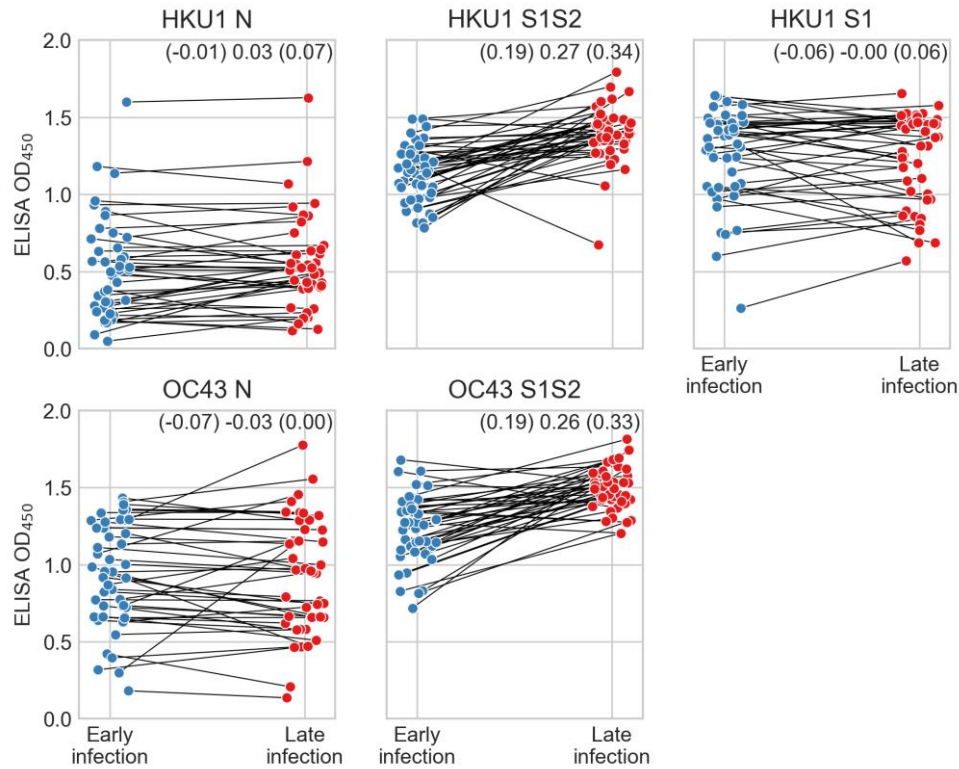 HKU1 N
HKU1 S1S2
HKU1 S1
(-0.01) 0.03 (0.07)
(0.19) 0.27 (0.34)
(-0.06) -0.00 (0.06)
ELISA OD450
2.0
1.5
1.0
0.5
0.0
Early
infection
Late
infection
OC43 N
OC43 S1S2
(-0.07) -0.03 (0.00)
(0.19) 0.26 (0.33)
ELISA OD450
2.0
1.5
1.0
0.5
0.0
Early
infection
Late
infection
Early
infection
Late
infection